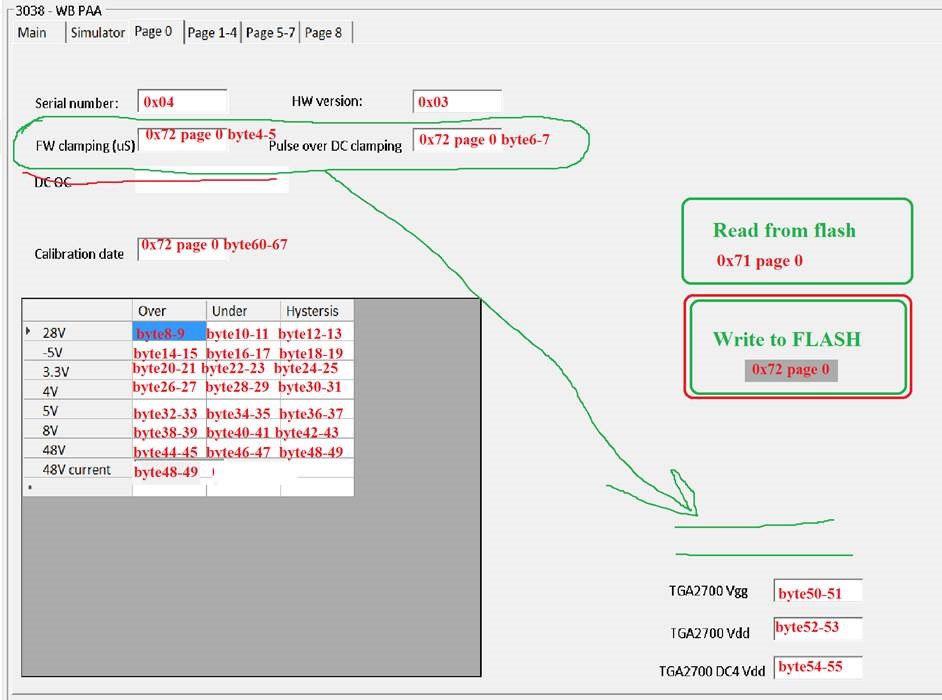 3038 - WB PAA
Main Simulator Page 0 Page 1-4 Page 5-7 Page 8
Serial number: 0x04 HW version: 0x03
FW clamping (uS) 0x72 page 0 byte4-5 Pulse over DC clamping 0x72 page 0 byte6-7
DC OC
Read from flash
0x71 page 0
Calibration date 0x72 page 0 byte60-67
Write to FLASH
0x72 page 0
Over Under Hystersis
28V byte8-9 byte10-11 byte12-13
-5V byte14-15 byte16-17 byte18-19
3.3V byte20-21 byte22-23 byte24-25
4V byte26-27 byte28-29 byte30-31
5V byte32-33 byte34-35 byte36-37
8V byte38-39 byte40-41 byte42-43
48V byte44-45 byte46-47 byte48-49
48V current byte48-49
TGA2700 Vgg byte50-51
TGA2700 Vdd byte52-53
TGA2700 DC4 Vdd byte54-55